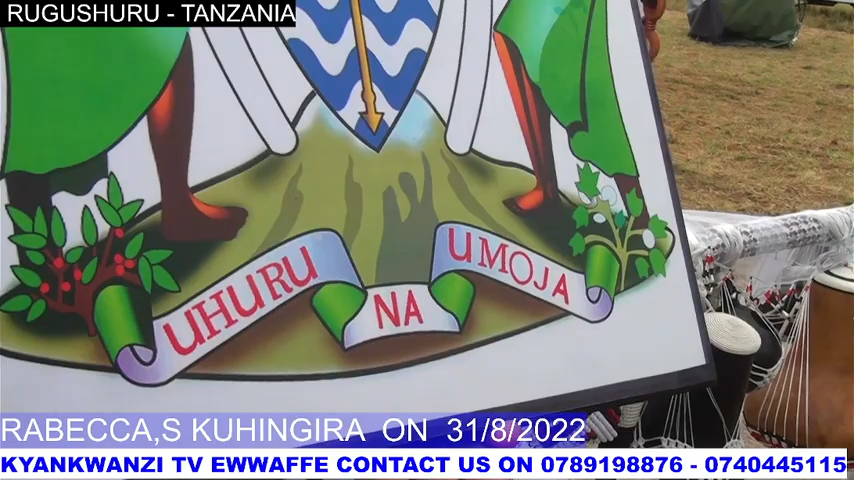 RUGUSHURU - TANZANIA
UHURU NA UMOJA
RABECCA,S KUHINGIRA ON 31/8/2022
KYANKWANZI TV EWWAFFE CONTACT US ON 0789198876 - 0740445115